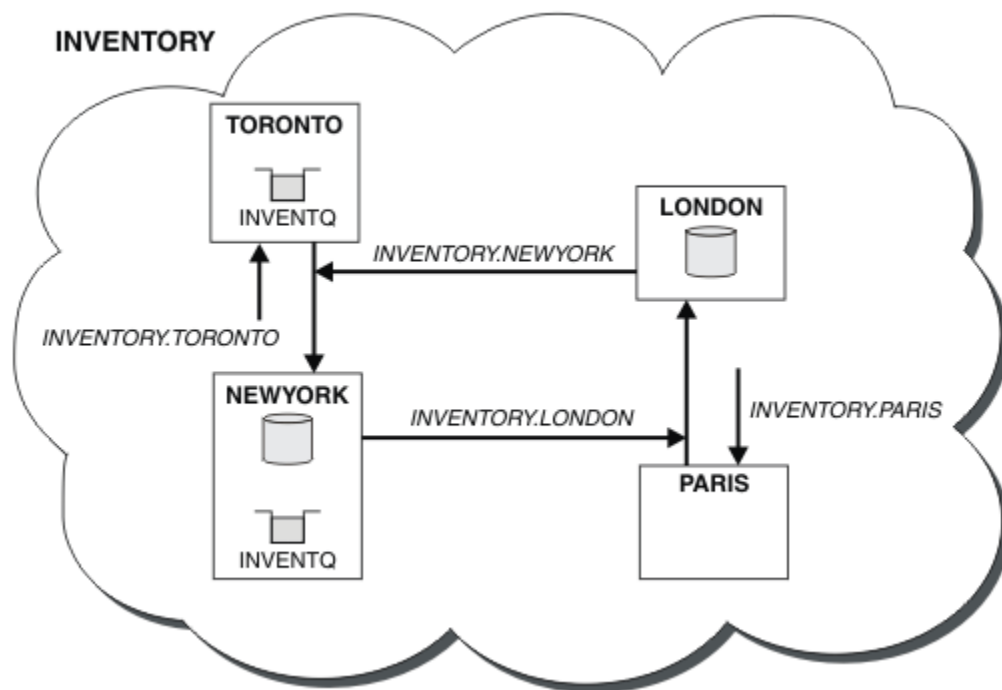 INVENTORY
TORONTO
INVENTQ
LONDON
INVENTORY.NEWYORK
INVENTORY.TORONTO
NEWYORK
INVENTORY.LONDON
INVENTORY.PARIS
PARIS
INVENTQ